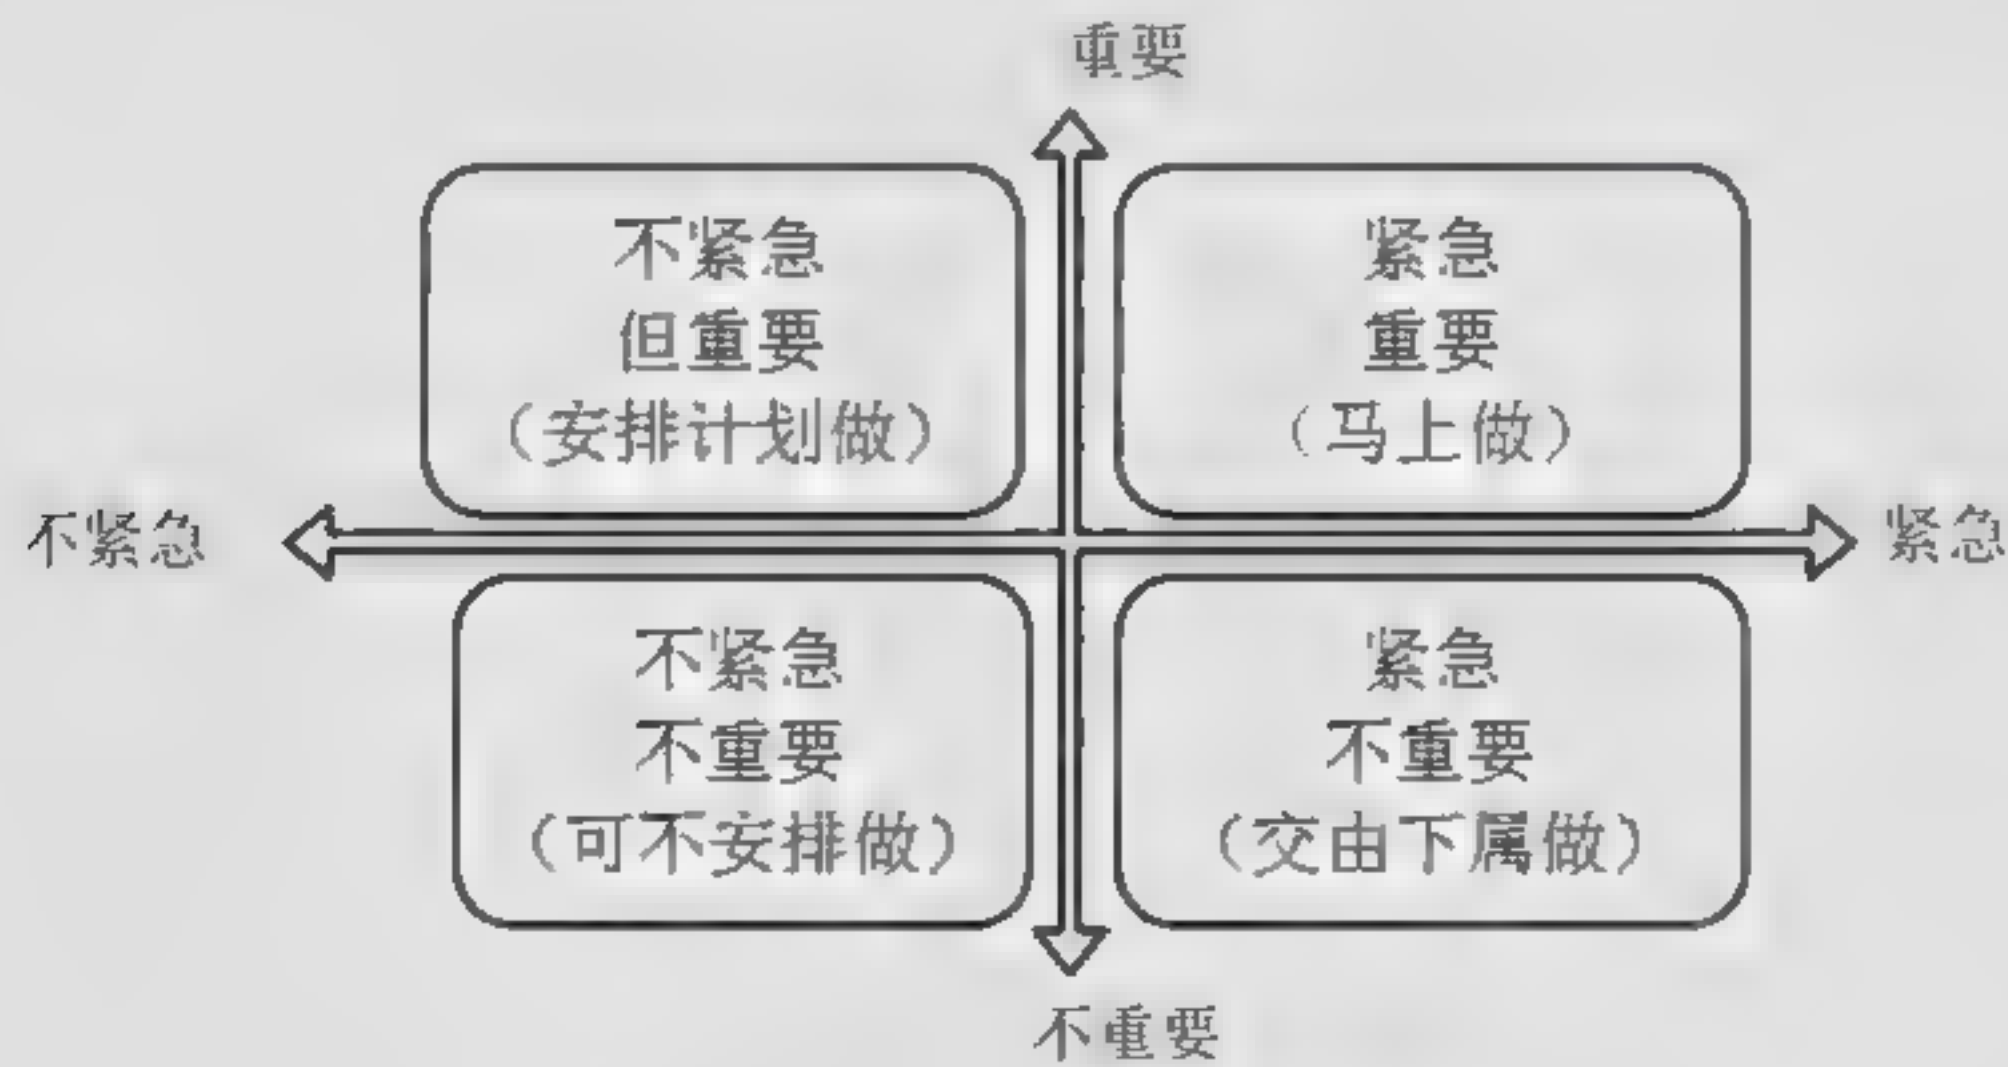 重要
不紧急
但重要
（安排计划做）
紧急
重要
（马上做）
不紧急
紧急
不紧急
不重要
（可不安排做）
紧急
不重要
（交由下属做）
不重要